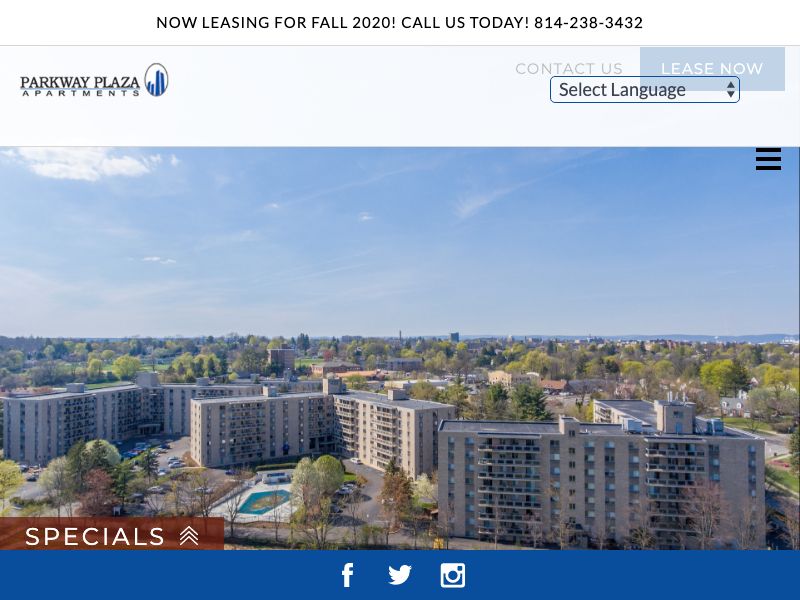 NOW LEASING FOR FALL 2020! CALL US TODAY! 814-238-3432
CONTACT US
LEASE NOW
PARKWAY PLAZA
APARTMENTS
Select Language
SPECIALS